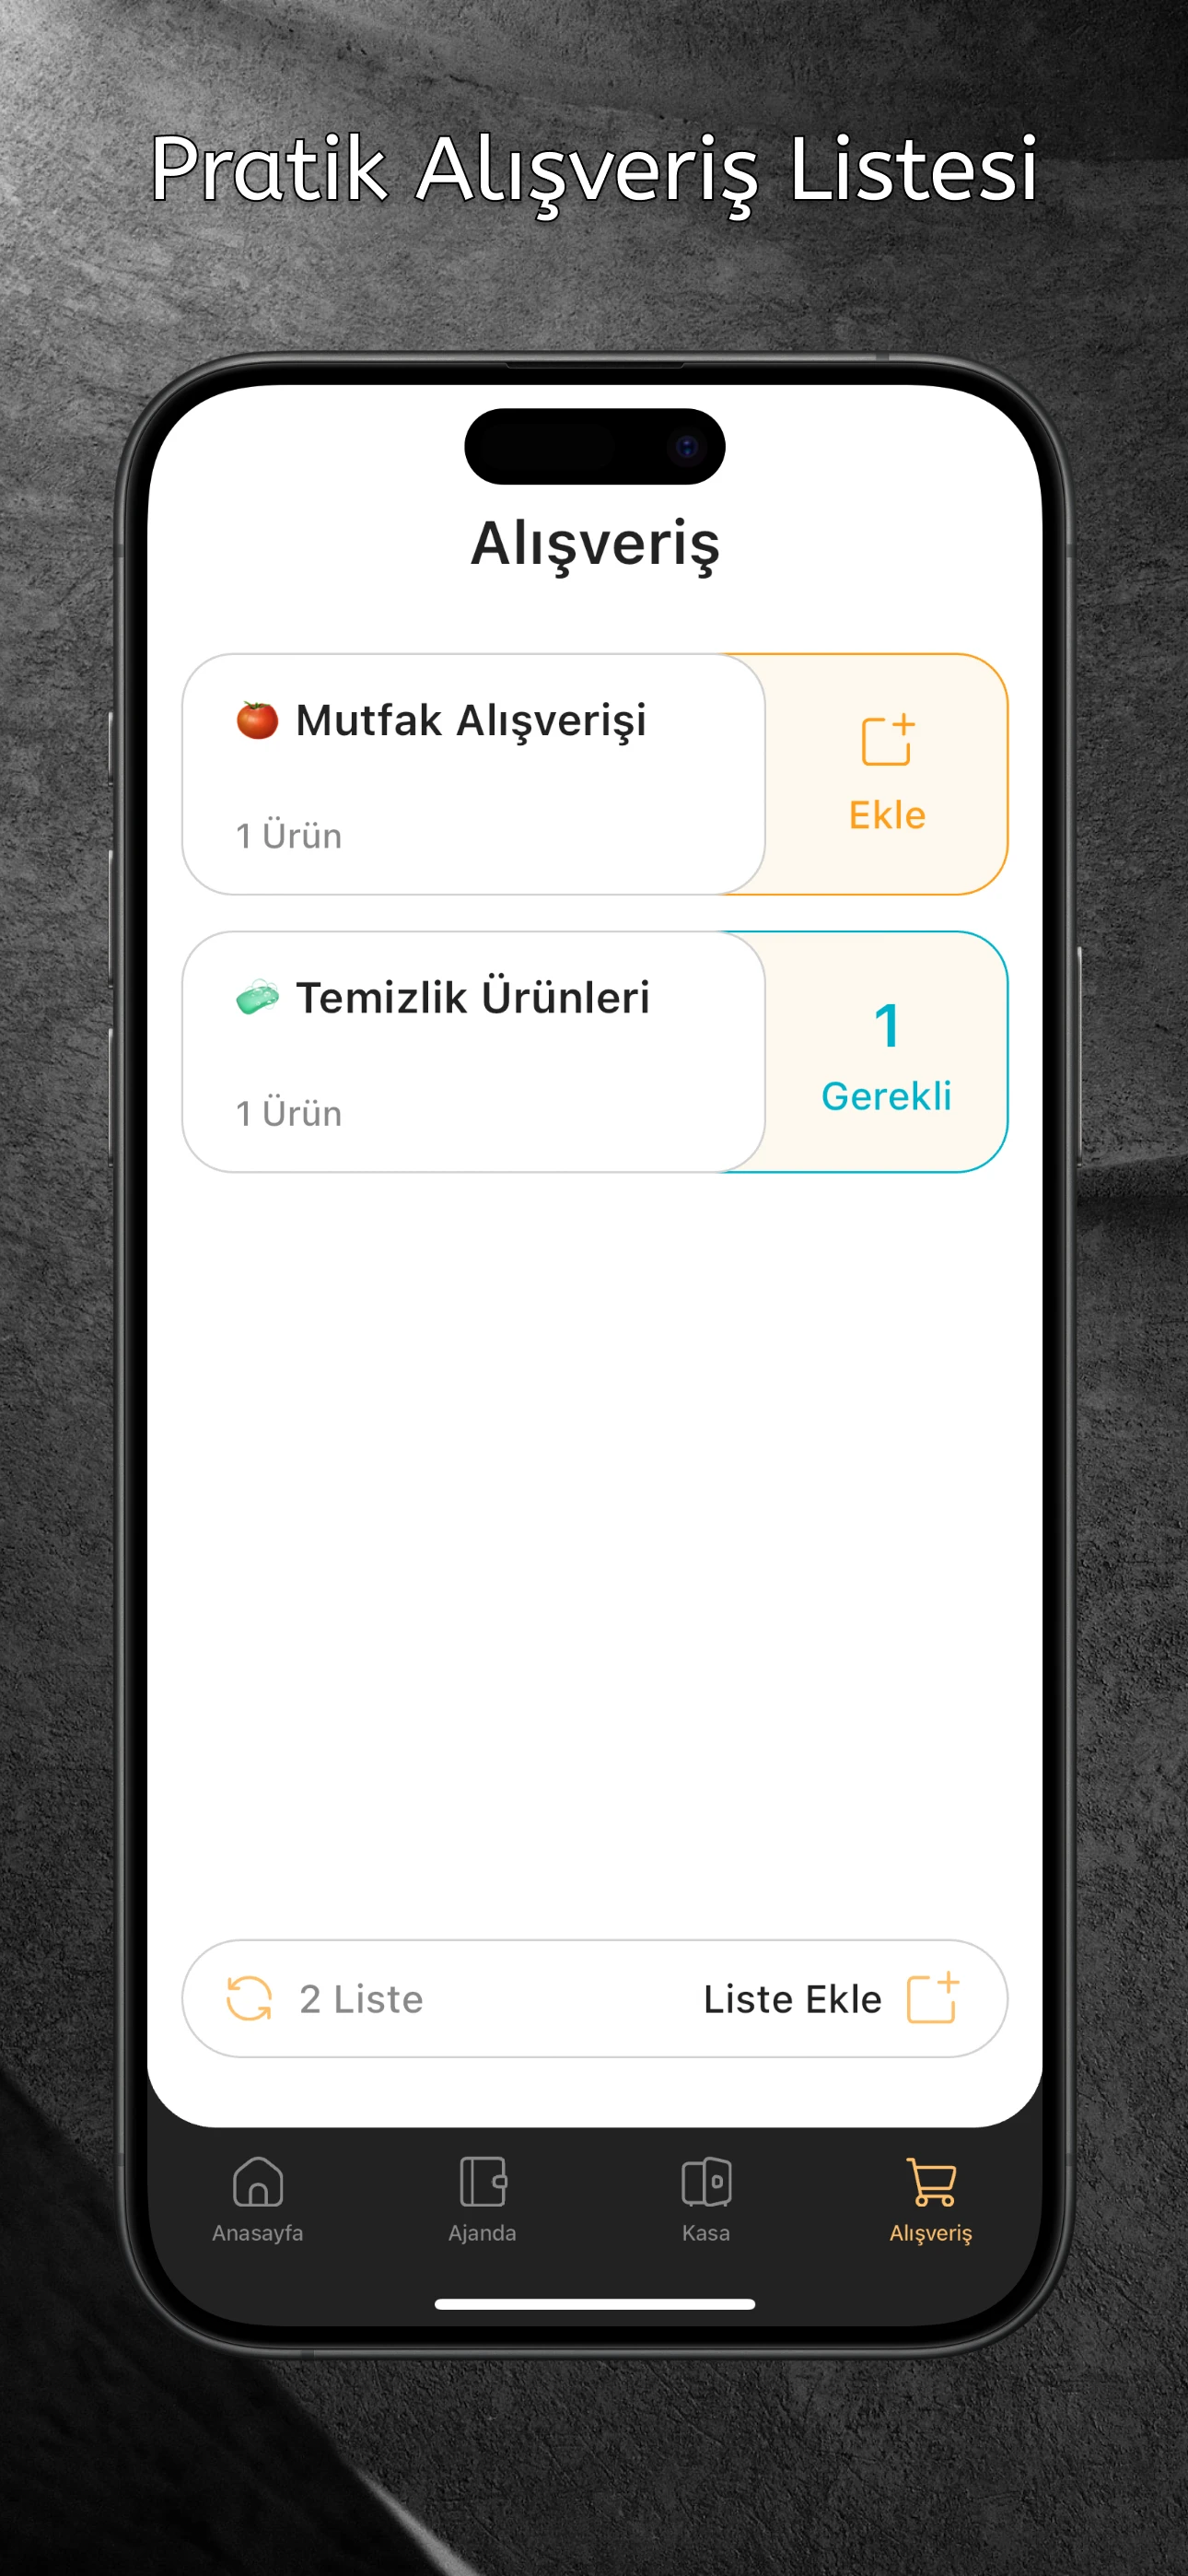 Pratik Alışveriş Listesi
Alışveriş
Mutfak Alışverişi
1 Ürün
Ekle
Temizlik Ürünleri
1 Ürün
1
Gerekli
2 Liste
Liste Ekle
Anasayfa
Ajanda
Kasa
Alışveriş